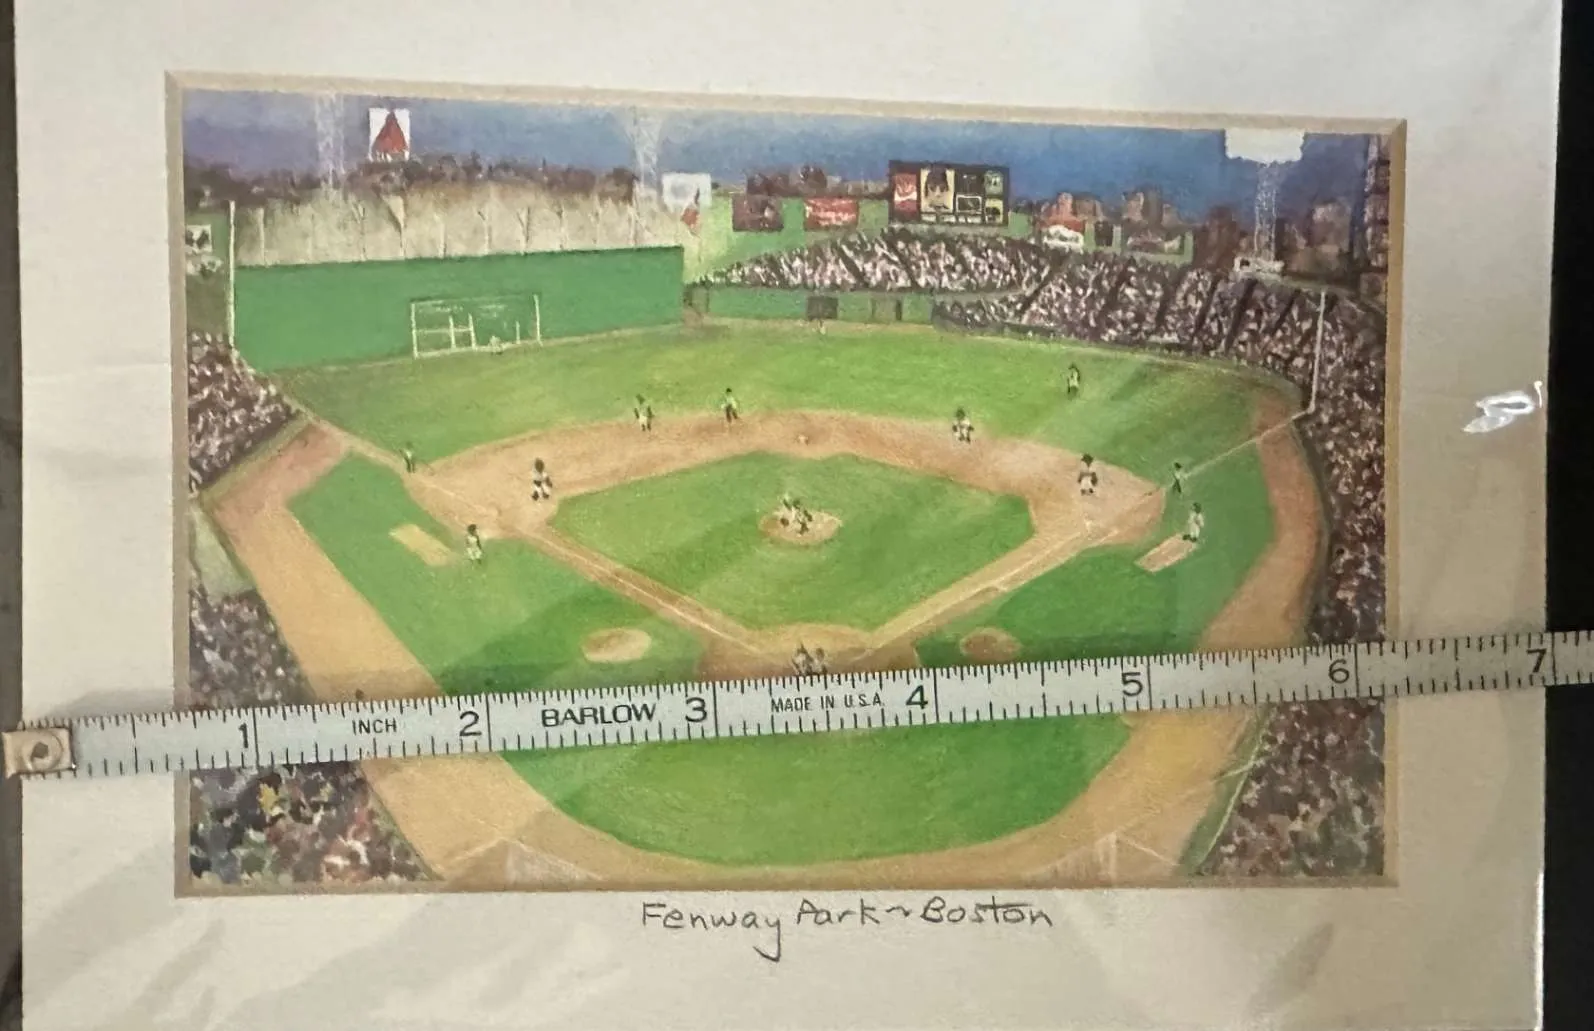 1 INCH 2 BARLOW 3 MADE IN U.S.A. 4 5 6 7
Fenway Park ~ Boston